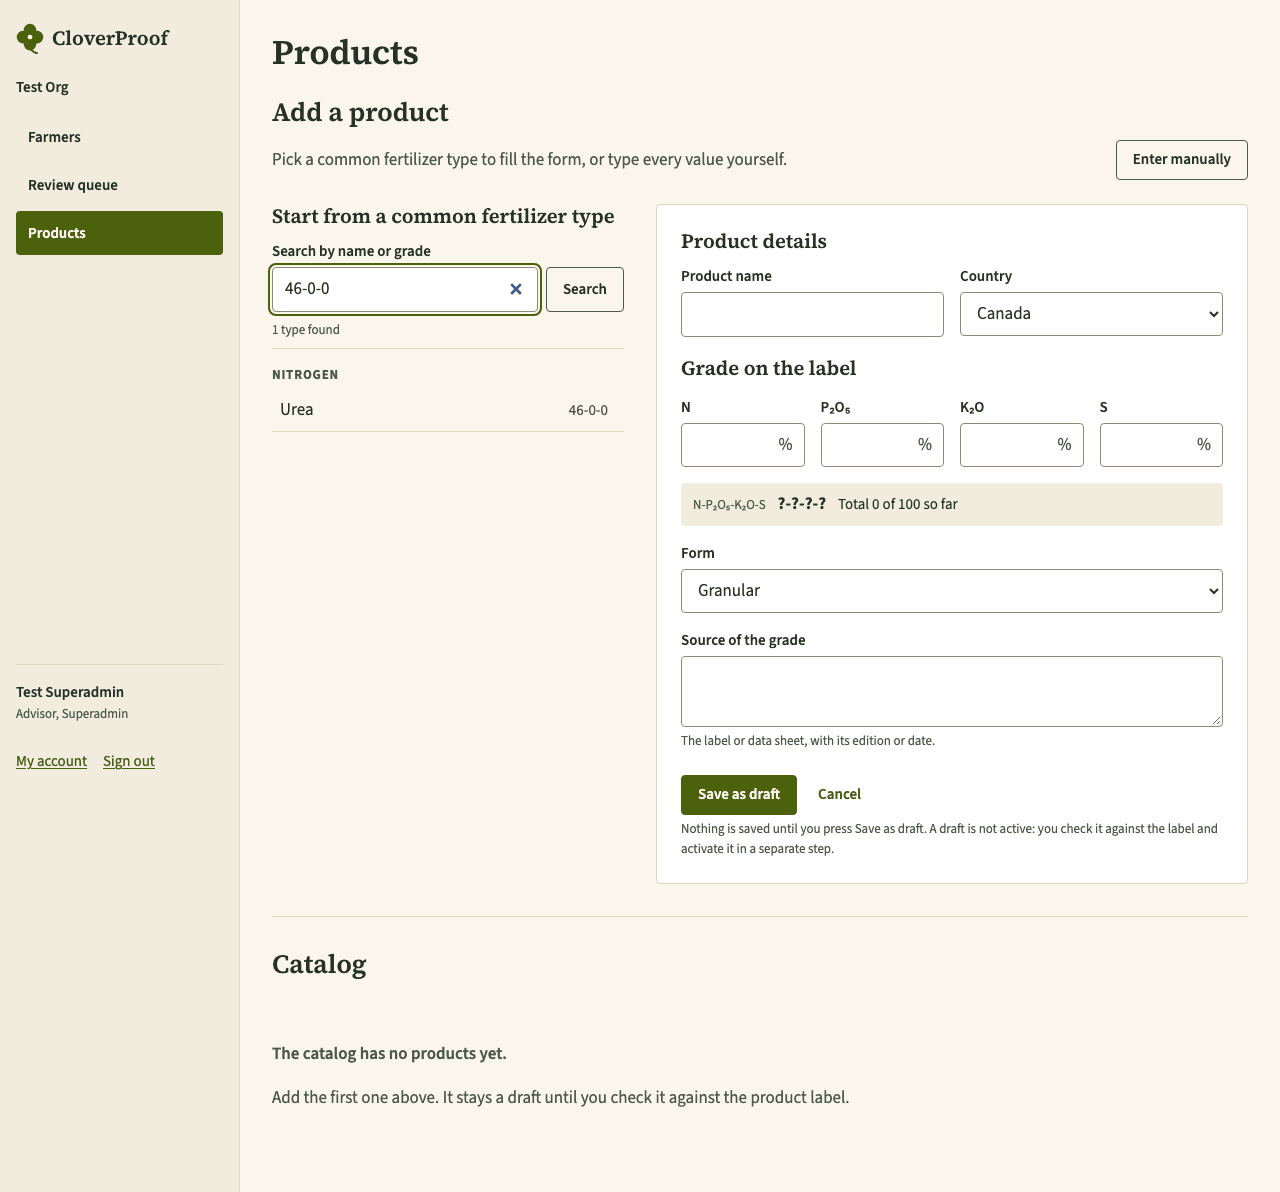 CloverProof
Test Org
Farmers
Review queue
Products
Test Superadmin
Advisor, Superadmin
My account Sign out
Products
Add a product
Pick a common fertilizer type to fill the form, or type every value yourself.
Enter manually
Start from a common fertilizer type
Search by name or grade
46-0-0
Search
1 type found
NITROGEN
Urea 46-0-0
Product details
Product name Country
Canada
Grade on the label
N P₂O₅ K₂O S
% % % %
N-P₂O₅-K₂O-S ?-?-?-? Total 0 of 100 so far
Form
Granular
Source of the grade
The label or data sheet, with its edition or date.
Save as draft Cancel
Nothing is saved until you press Save as draft. A draft is not active: you check it against the label and
activate it in a separate step.
Catalog
The catalog has no products yet.
Add the first one above. It stays a draft until you check it against the product label.